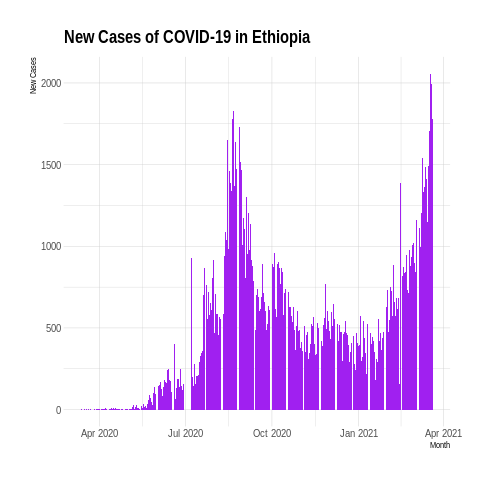 New Cases of COVID-19 in Ethiopia
New Cases
2000
1500
1000
500
0
Apr 2020 Jul 2020 Oct 2020 Jan 2021 Apr 2021
Month